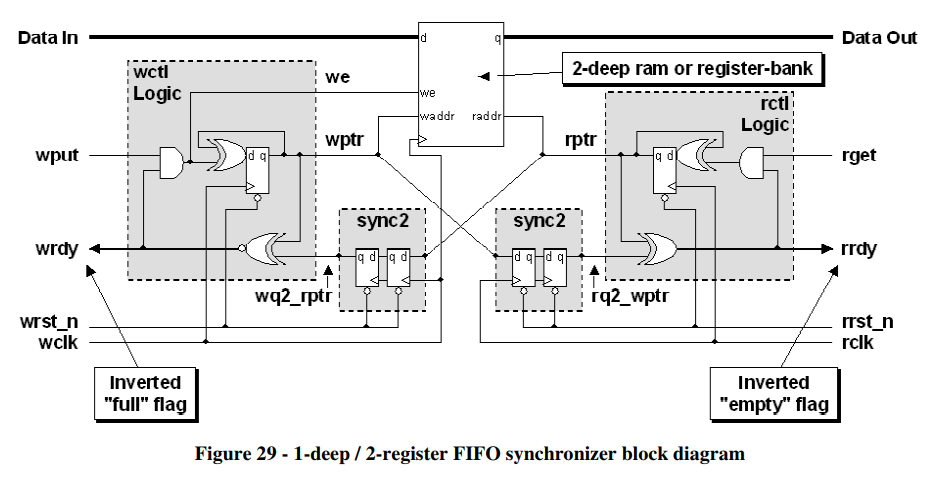 Data In
d
q
Data Out
wctl
Logic
we
2-deep ram or register-bank
we
rctl
Logic
waddr
raddr
wput
d q
wptr
rptr
q d
rget
sync2
sync2
wrdy
q d
q d
d q
d q
rrdy
wq2_rptr
rq2_wptr
wrst_n
rrst_n
wclk
rclk
Inverted
"full" flag
Inverted
"empty" flag
Figure 29 - 1-deep / 2-register FIFO synchronizer block diagram